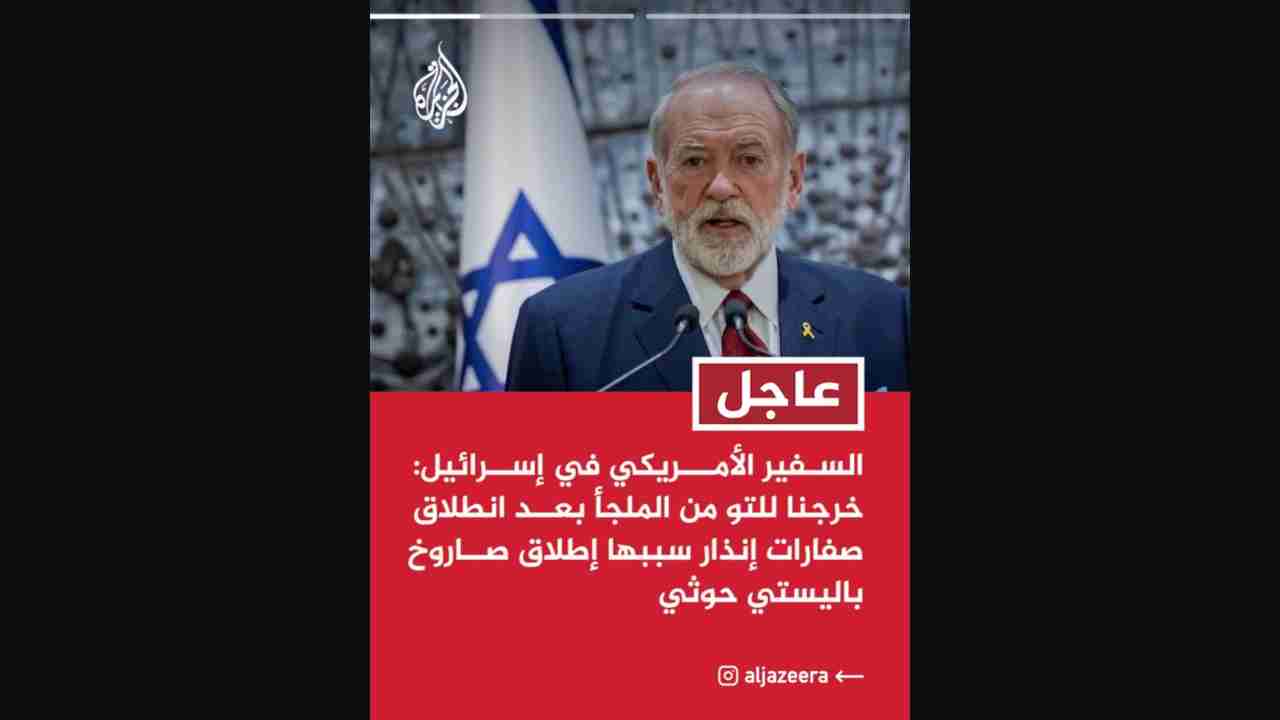 الجزيرة
عاجل
السفير الأمريكي في إسرائيل:
خرجنا للتو من الملجأ بعد انطلاق
صفارات إنذار سببها إطلاق صاروخ
باليستي حوثي
aljazeera